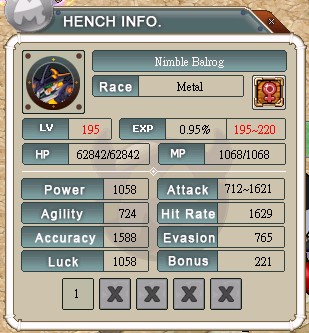 HENCH INFO.
Nimble Balrog
Race Metal
LV 195 EXP 0.95% 195~220
HP 62842/62842 MP 1068/1068
Power 1058 Attack 712~1621
Agility 724 Hit Rate 1629
Accuracy 1588 Evasion 765
Luck 1058 Bonus 221
1 X X X X